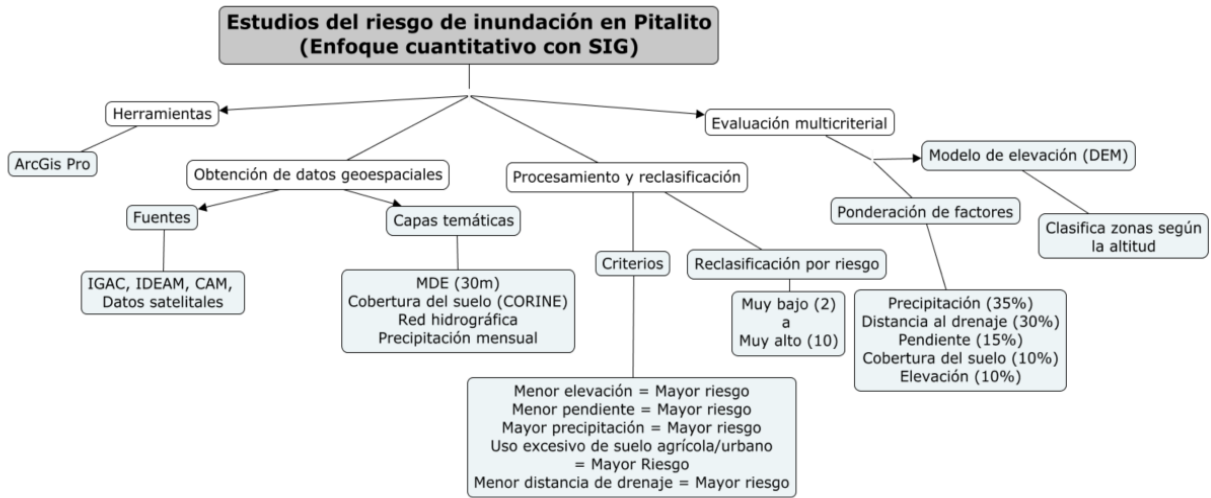 Estudios del riesgo de inundación en Pitalito
(Enfoque cuantitativo con SIG)
Herramientas
ArcGis Pro
Obtención de datos geoespaciales
Fuentes
IGAC, IDEAM, CAM,
Datos satelitales
Capas temáticas
MDE (30m)
Cobertura del suelo (CORINE)
Red hidrográfica
Precipitación mensual
Procesamiento y reclasificación
Criterios
Menor elevación = Mayor riesgo
Menor pendiente = Mayor riesgo
Mayor precipitación = Mayor riesgo
Uso excesivo de suelo agrícola/urbano
= Mayor Riesgo
Menor distancia de drenaje = Mayor riesgo
Reclasificación por riesgo
Muy bajo (2)
a
Muy alto (10)
Evaluación multicriterial
Ponderación de factores
Precipitación (35%)
Distancia al drenaje (30%)
Pendiente (15%)
Cobertura del suelo (10%)
Elevación (10%)
Modelo de elevación (DEM)
Clasifica zonas según
la altitud